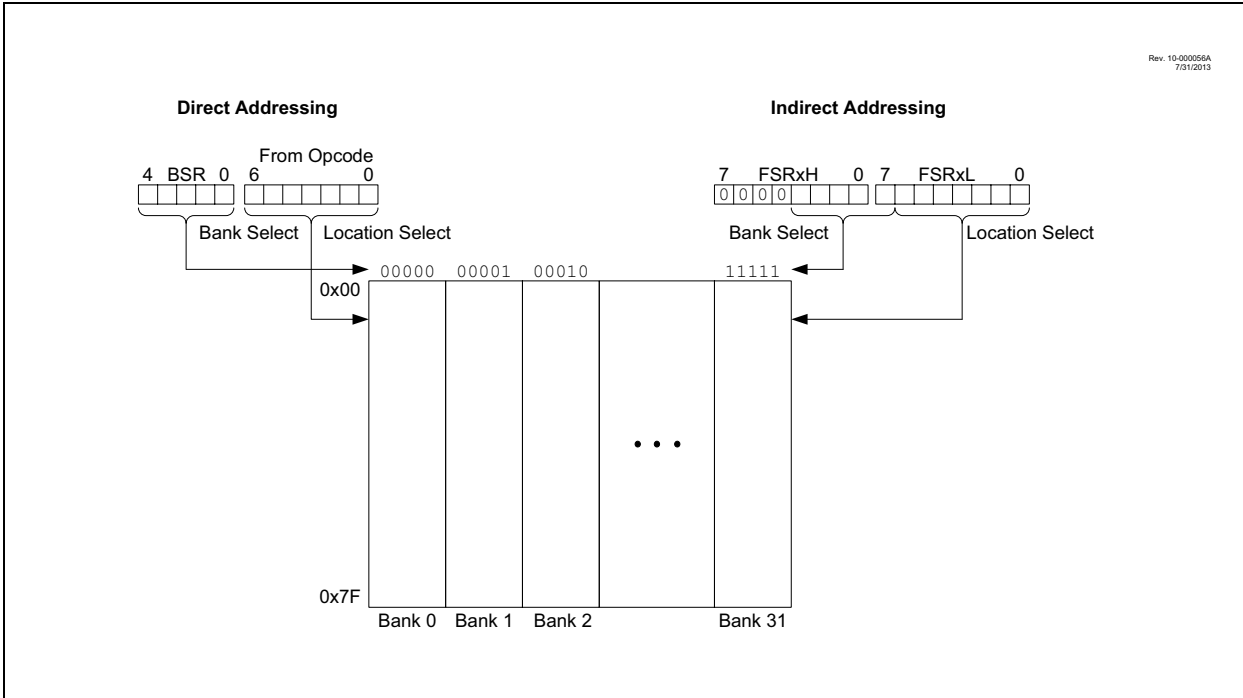 Rev. 10-000056A
7/31/2013
Direct Addressing
Indirect Addressing
From Opcode
4 BSR 0 6 0
7 FSRxH 0 7 FSRxL 0
0 0 0 0
Bank Select Location Select
Bank Select Location Select
00000 00001 00010 11111
0x00
0x7F
Bank 0 Bank 1 Bank 2 Bank 31